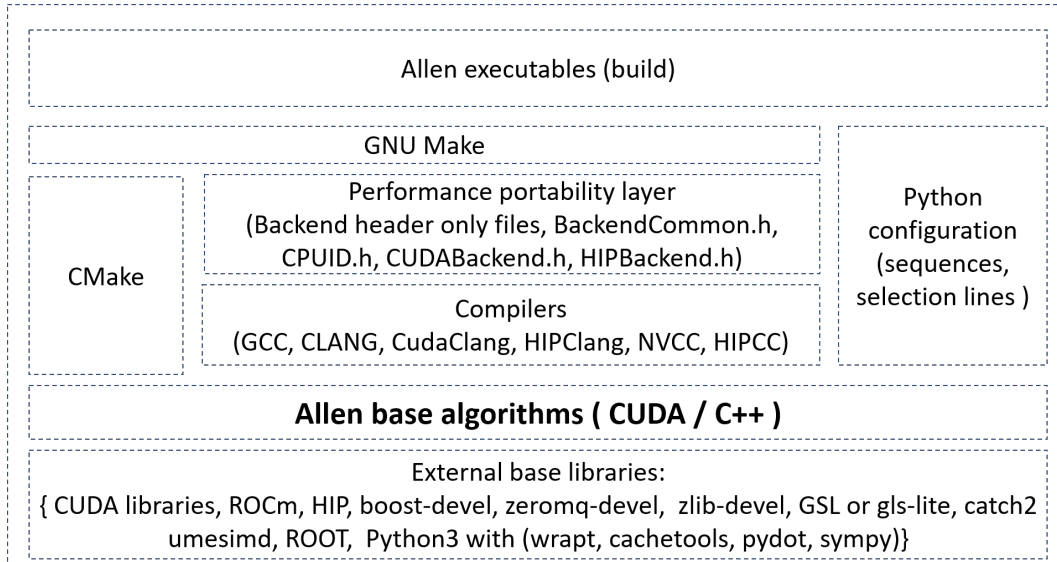 Allen executables (build)
GNU Make
CMake
Performance portability layer
(Backend header only files, BackendCommon.h,
CPUID.h, CUDABackend.h, HIPBackend.h)
Compilers
(GCC, CLANG, CudaClang, HIPClang, NVCC, HIPCC)
Python
configuration
(sequences,
selection lines )
Allen base algorithms ( CUDA / C++ )
External base libraries:
{ CUDA libraries, ROCm, HIP, boost-devel, zeromq-devel, zlib-devel, GSL or gls-lite, catch2
umesimd, ROOT, Python3 with (wrapt, cachetools, pydot, sympy)}